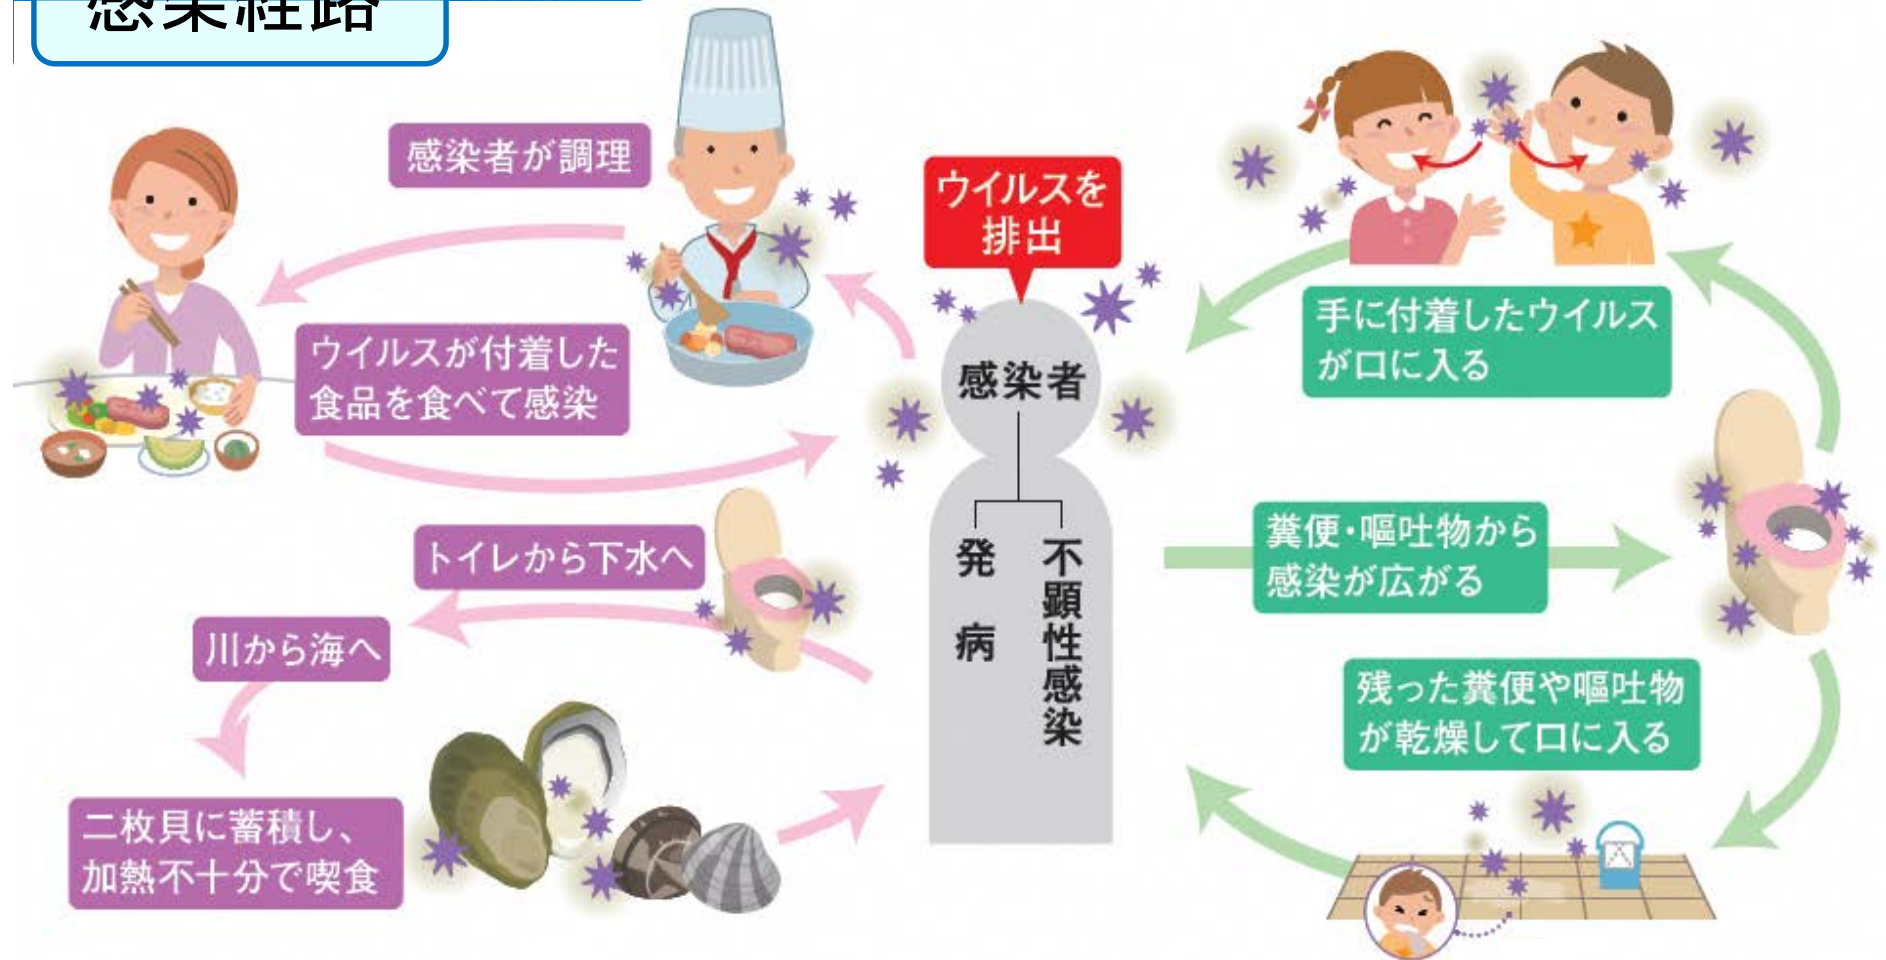 感染経路
感染者が調理
ウイルスが付着した
食品を食べて感染
トイレから下水へ
川から海へ
二枚貝に蓄積し、
加熱不十分で喫食
ウイルスを
排出
感染者
発病
不顕性感染
手に付着したウイルス
が口に入る
糞便・嘔吐物から
感染が広がる
残った糞便や嘔吐物
が乾燥して口に入る